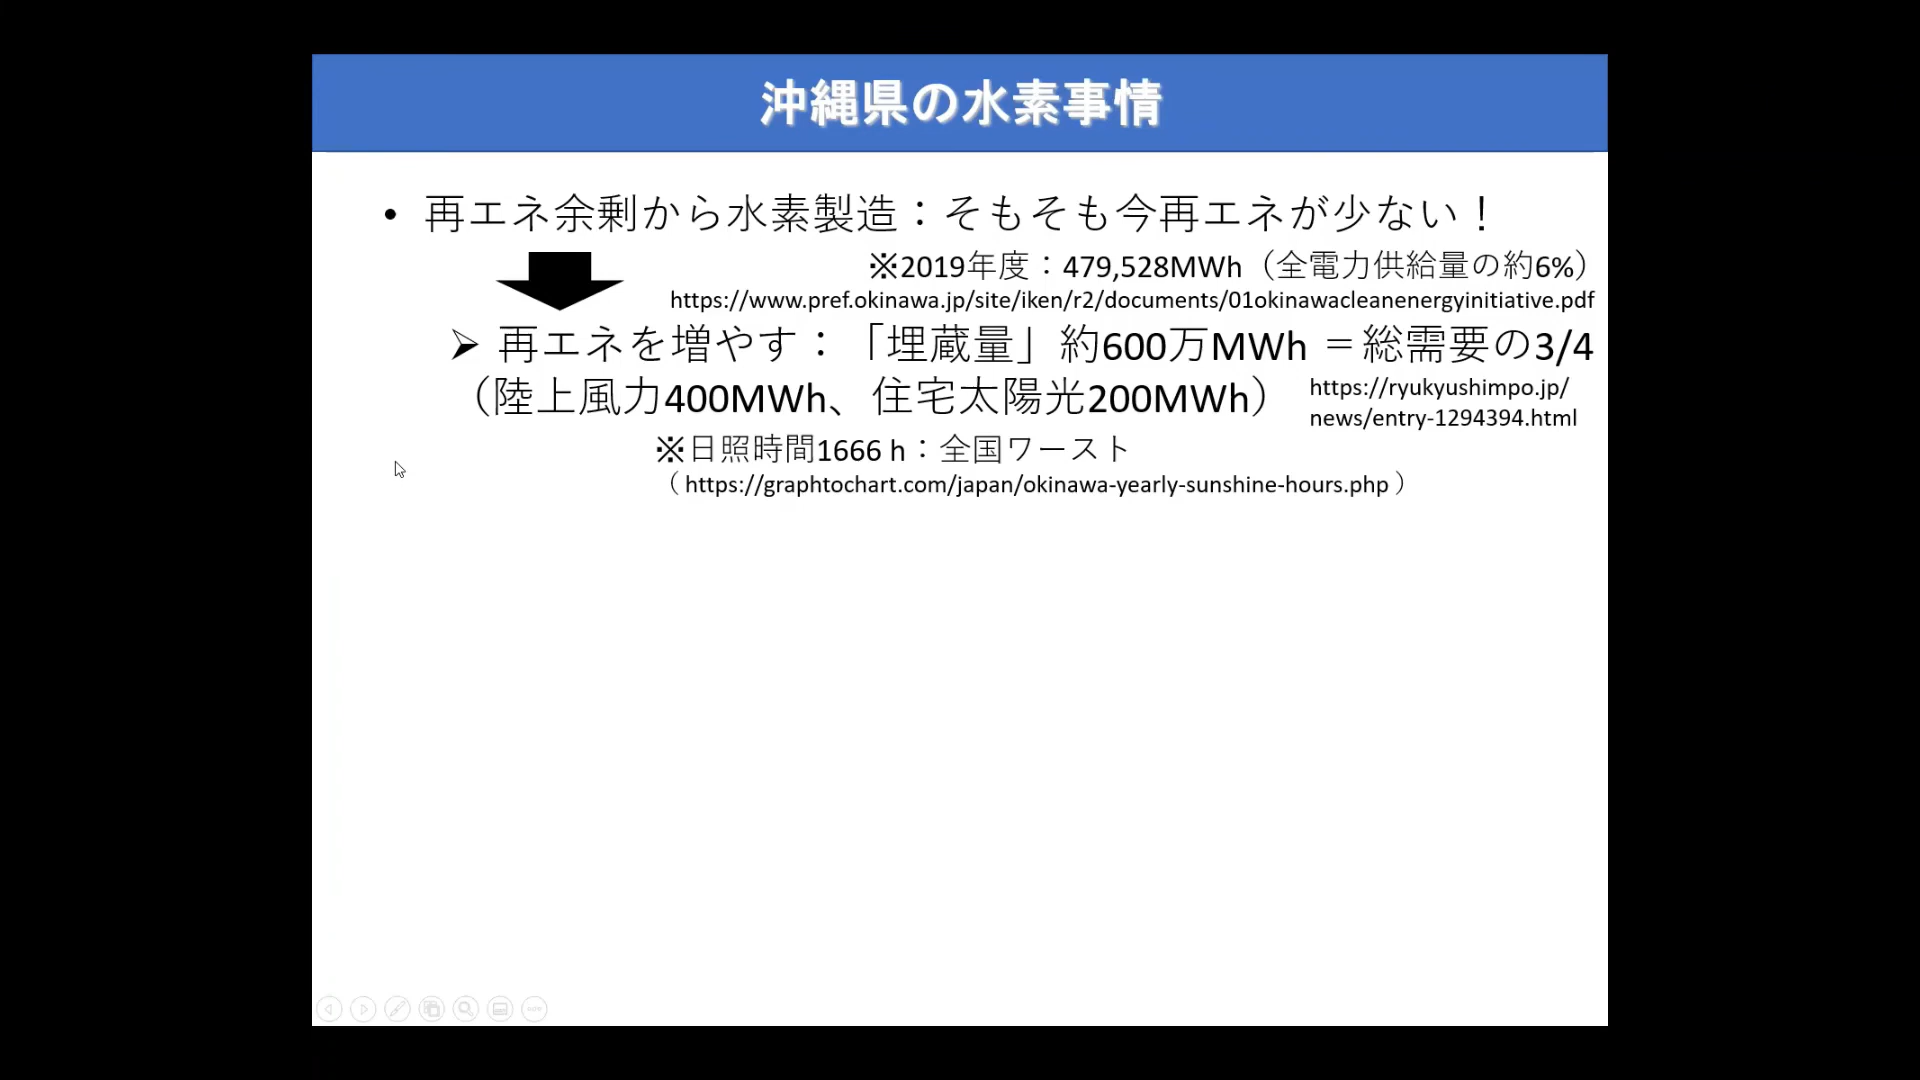 沖縄県の水素事情
• 再エネ余剰から水素製造：そもそも今再エネが少ない！
※2019年度：479,528MWh（全電力供給量の約6%）
https://www.pref.okinawa.jp/site/iken/r2/documents/01okinawacleanenergyinitiative.pdf
➢ 再エネを増やす：「埋蔵量」約600万MWh ＝総需要の3/4
（陸上風力400MWh、住宅太陽光200MWh）
https://ryukyushimpo.jp/
news/entry-1294394.html
※日照時間1666 h：全国ワースト
（https://graphtochart.com/japan/okinawa-yearly-sunshine-hours.php）